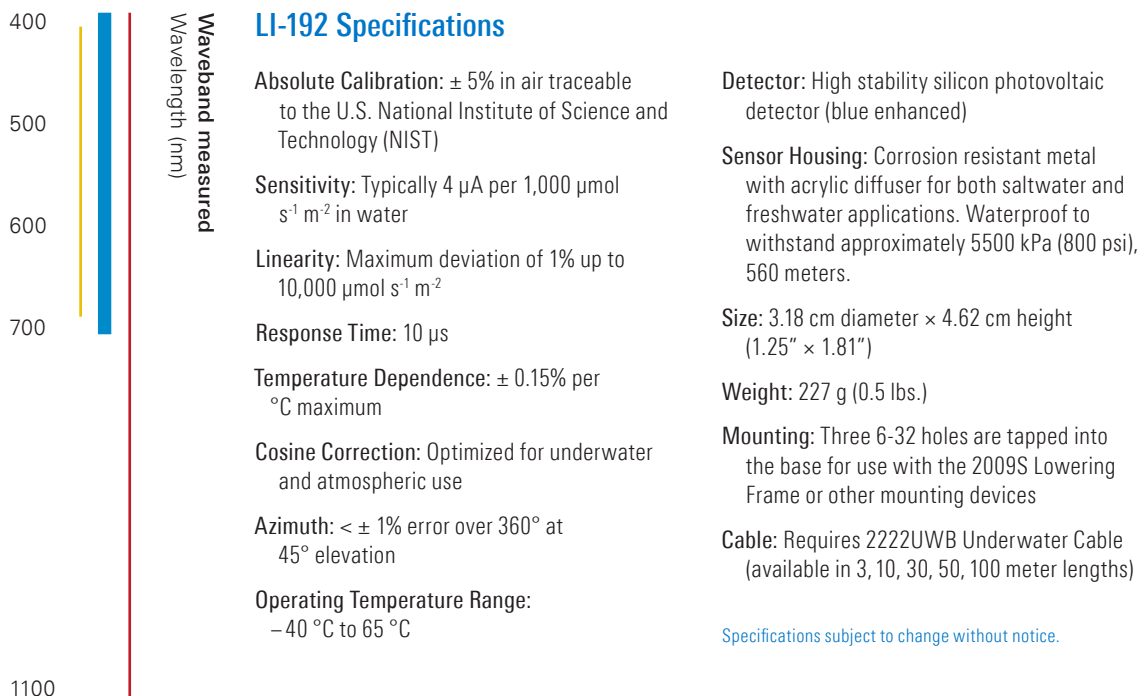 400
500
600
700
1100
Waveband measured
Wavelength (nm)
LI-192 Specifications
Absolute Calibration: ± 5% in air traceable
to the U.S. National Institute of Science and
Technology (NIST)
Sensitivity: Typically 4 µA per 1,000 µmol
s⁻¹ m⁻² in water
Linearity: Maximum deviation of 1% up to
10,000 µmol s⁻¹ m⁻²
Response Time: 10 µs
Temperature Dependence: ± 0.15% per
°C maximum
Cosine Correction: Optimized for underwater
and atmospheric use
Azimuth: < ± 1% error over 360° at
45° elevation
Operating Temperature Range:
–40 °C to 65 °C
Detector: High stability silicon photovoltaic
detector (blue enhanced)
Sensor Housing: Corrosion resistant metal
with acrylic diffuser for both saltwater and
freshwater applications. Waterproof to
withstand approximately 5500 kPa (800 psi),
560 meters.
Size: 3.18 cm diameter × 4.62 cm height
(1.25″ × 1.81″)
Weight: 227 g (0.5 lbs.)
Mounting: Three 6-32 holes are tapped into
the base for use with the 2009S Lowering
Frame or other mounting devices
Cable: Requires 2222UWB Underwater Cable
(available in 3, 10, 30, 50, 100 meter lengths)
Specifications subject to change without notice.